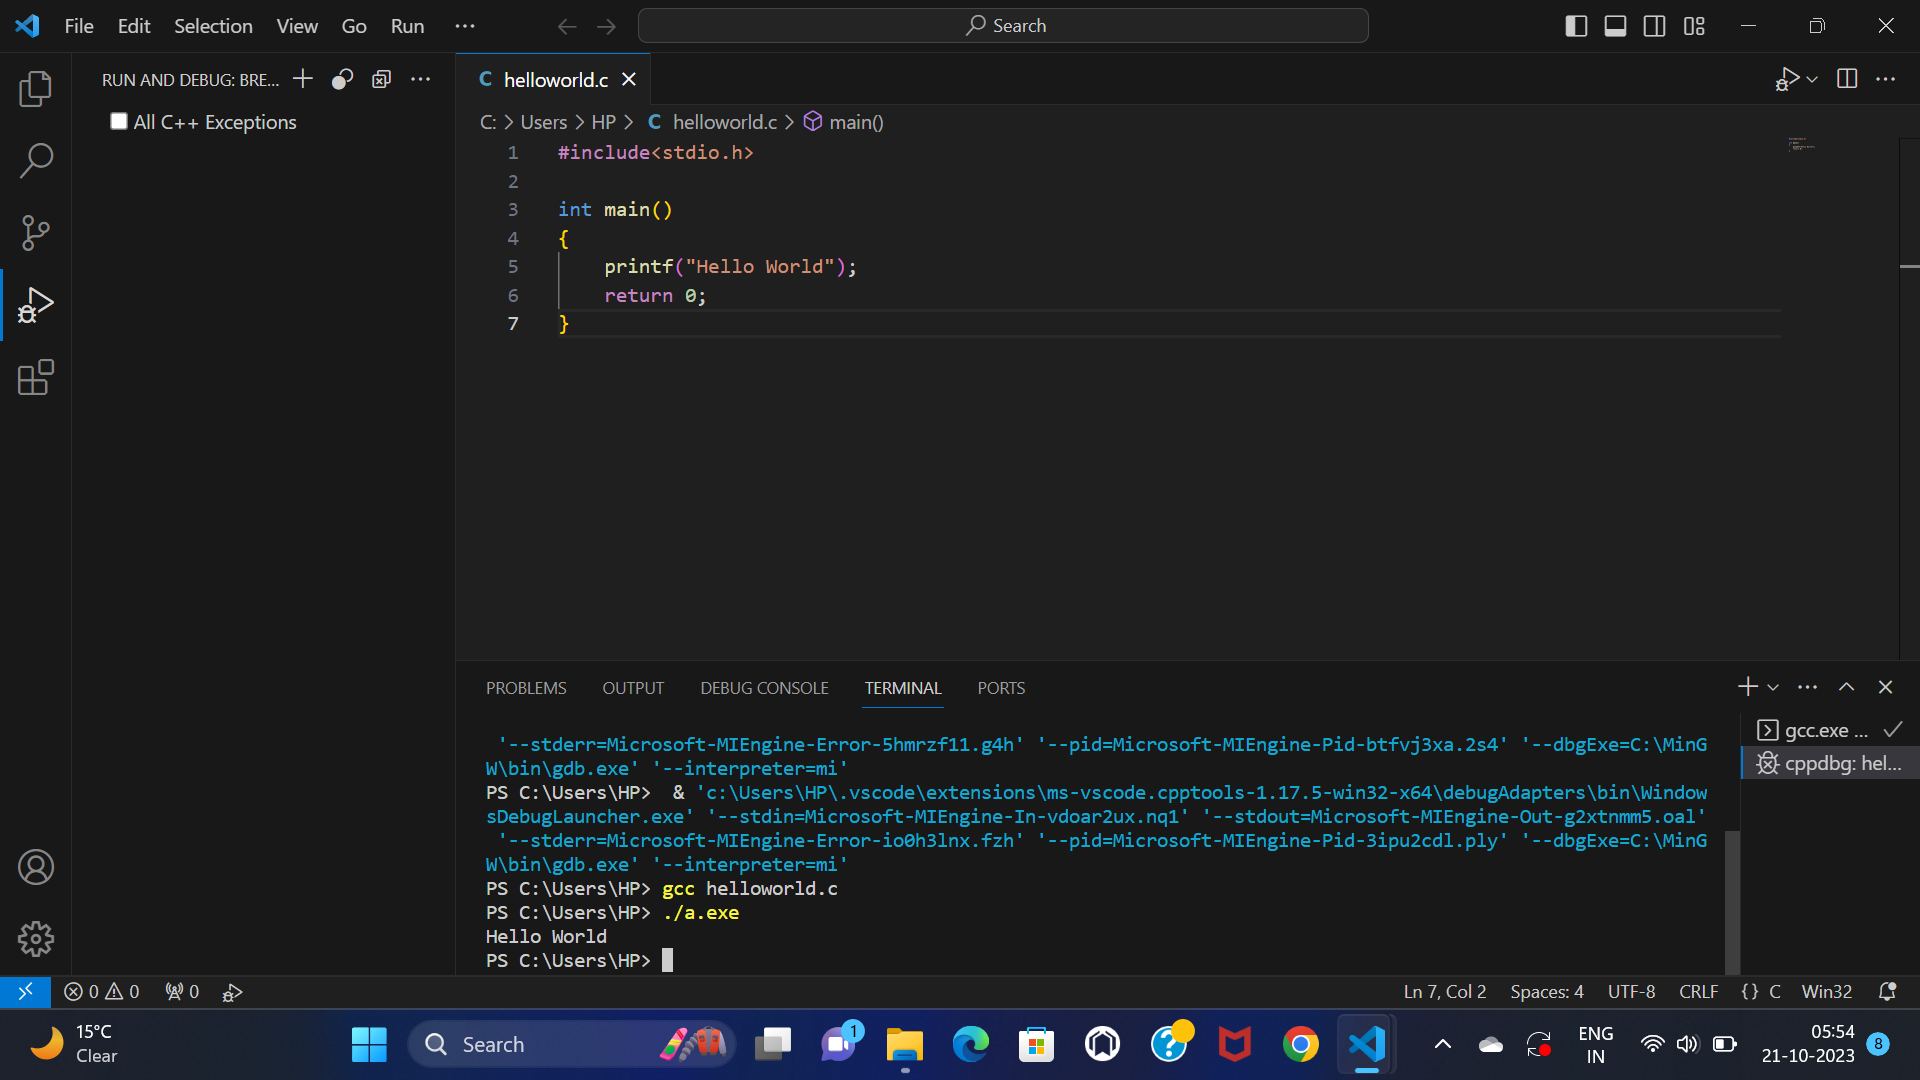 File Edit Selection View Go Run ··· Search
RUN AND DEBUG: BRE...
All C++ Exceptions
C helloworld.c
C: > Users > HP > C helloworld.c > main()
1 #include<stdio.h>
2
3 int main()
4 {
5     printf("Hello World");
6     return 0;
7 }
PROBLEMS OUTPUT DEBUG CONSOLE TERMINAL PORTS
'--stderr=Microsoft-MIEngine-Error-5hmrzf11.g4h' '--pid=Microsoft-MIEngine-Pid-btfvj3xa.2s4' '--dbgExe=C:\MinG
W\bin\gdb.exe' '--interpreter=mi'
PS C:\Users\HP>  & 'c:\Users\HP\.vscode\extensions\ms-vscode.cpptools-1.17.5-win32-x64\debugAdapters\bin\Window
sDebugLauncher.exe' '--stdin=Microsoft-MIEngine-In-vdoar2ux.nq1' '--stdout=Microsoft-MIEngine-Out-g2xtnmm5.oal'
'--stderr=Microsoft-MIEngine-Error-io0h3lnx.fzh' '--pid=Microsoft-MIEngine-Pid-3ipu2cdl.ply' '--dbgExe=C:\MinG
W\bin\gdb.exe' '--interpreter=mi'
PS C:\Users\HP> gcc helloworld.c
PS C:\Users\HP> ./a.exe
Hello World
PS C:\Users\HP>
gcc.exe ...
cppdbg: hel...
0 0 0 Ln 7, Col 2 Spaces: 4 UTF-8 CRLF {} C Win32
15°C
Clear
Search
1
ENG
IN
05:54
21-10-2023
8